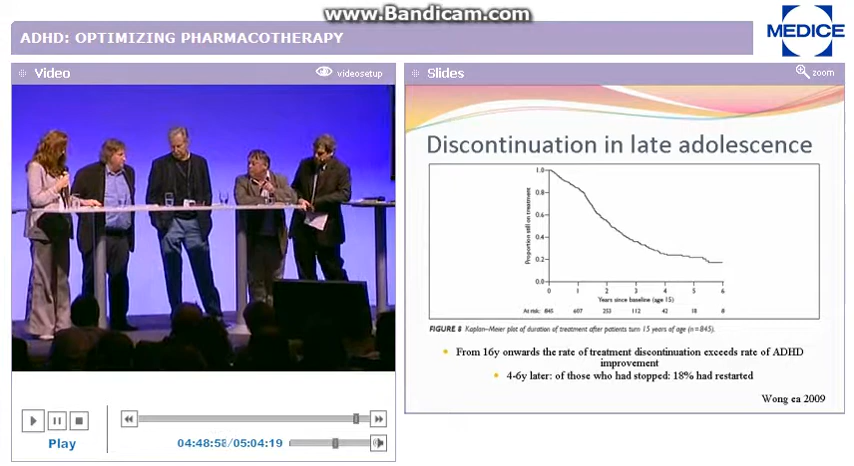 www.Bandicam.com
ADHD: OPTIMIZING PHARMACOTHERAPY
MEDICE
Video
videosetup
Slides
zoom
Discontinuation in late adolescence
Proportion still on treatment
1.0
0.8
0.6
0.4
0.2
0.0
0 1 2 3 4 5 6
Years since baseline (age 15)
At risk: 845 607 253 112 42 18 8
FIGURE 8 Kaplan–Meier plot of duration of treatment after patients turn 15 years of age (n = 845).
From 16y onwards the rate of treatment discontinuation exceeds rate of ADHD
improvement
4-6y later: of those who had stopped: 18% had restarted
Wong ea 2009
Play
04:48:58/05:04:19